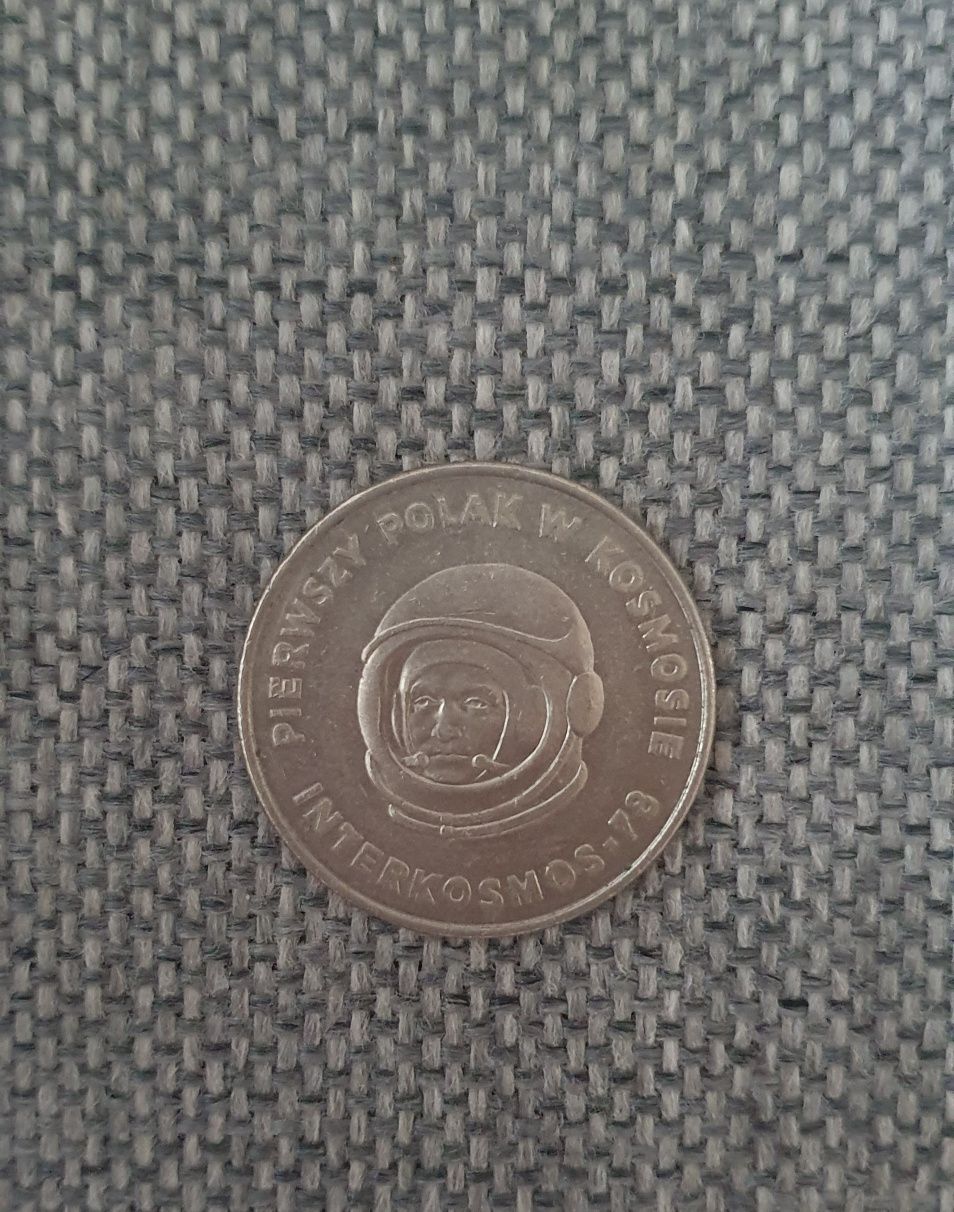 PIERWSZY POLAK W KOSMOSIE
INTERKOSMOS-78